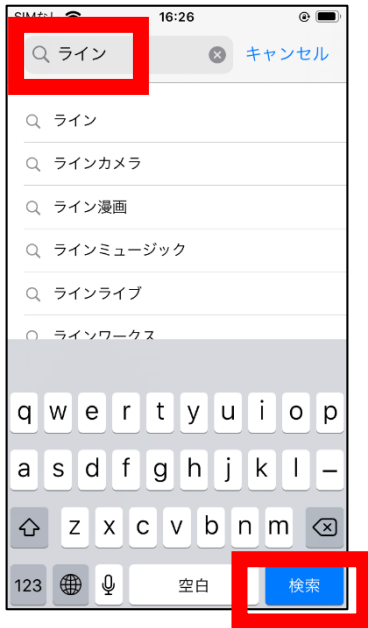 SIMなし 16:26
ライン キャンセル
ライン
ラインカメラ
ライン漫画
ラインミュージック
ラインライブ
ラインワークス
q w e r t y u i o p
a s d f g h j k l ー
z x c v b n m
123 空白 検索